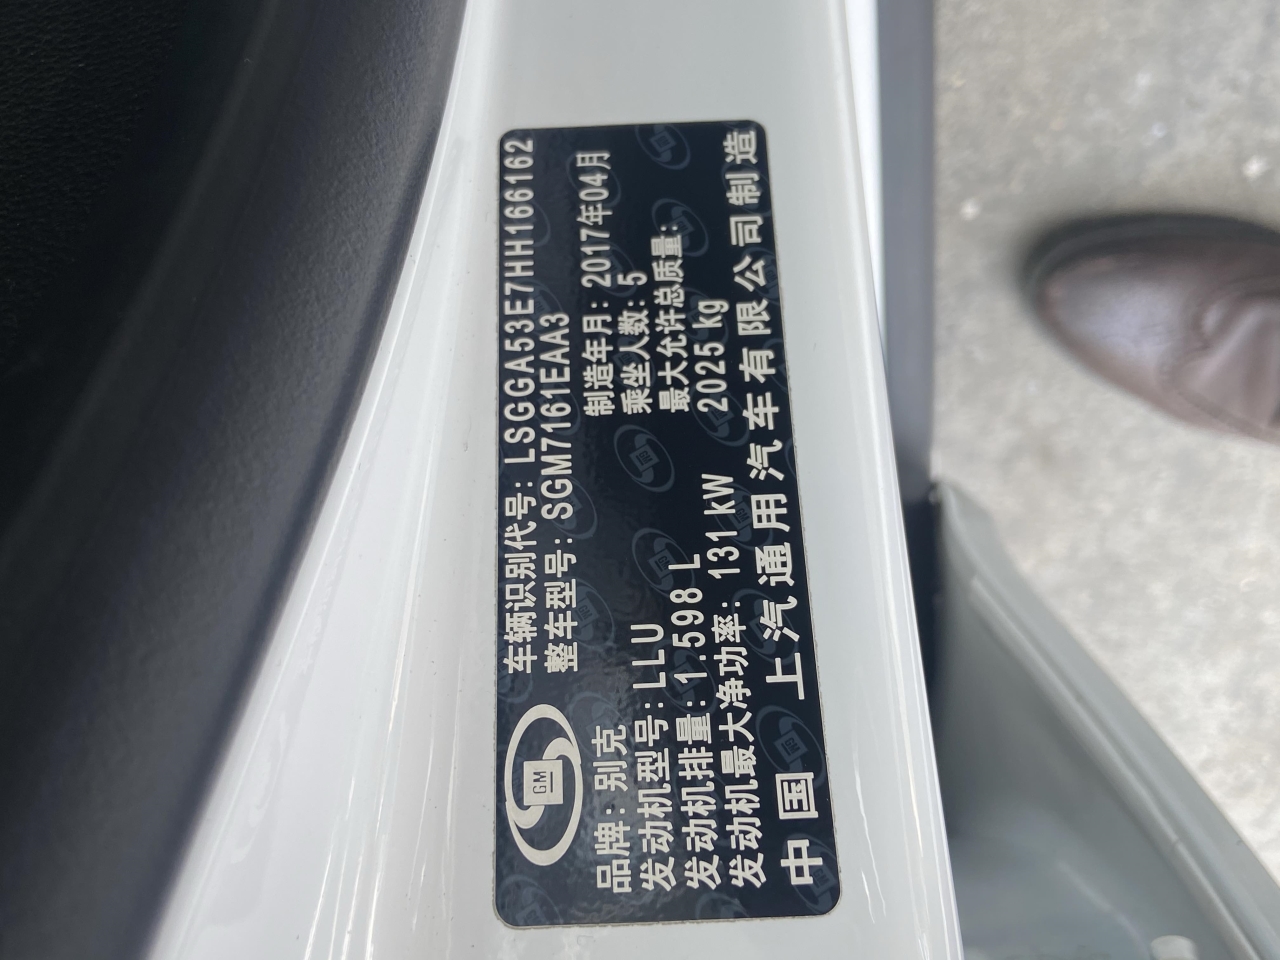 车辆识别代号: LSGGA53E7HH166162
整车型号: SGM7161EAA3
GM
品牌: 别克
制造年月: 2017年04月
发动机型号: LLU
乘坐人数: 5
发动机排量: 1.598 L
最大允许总质量:
2025 kg
发动机最大净功率: 131 kW
中国 上汽通用汽车有限公司制造